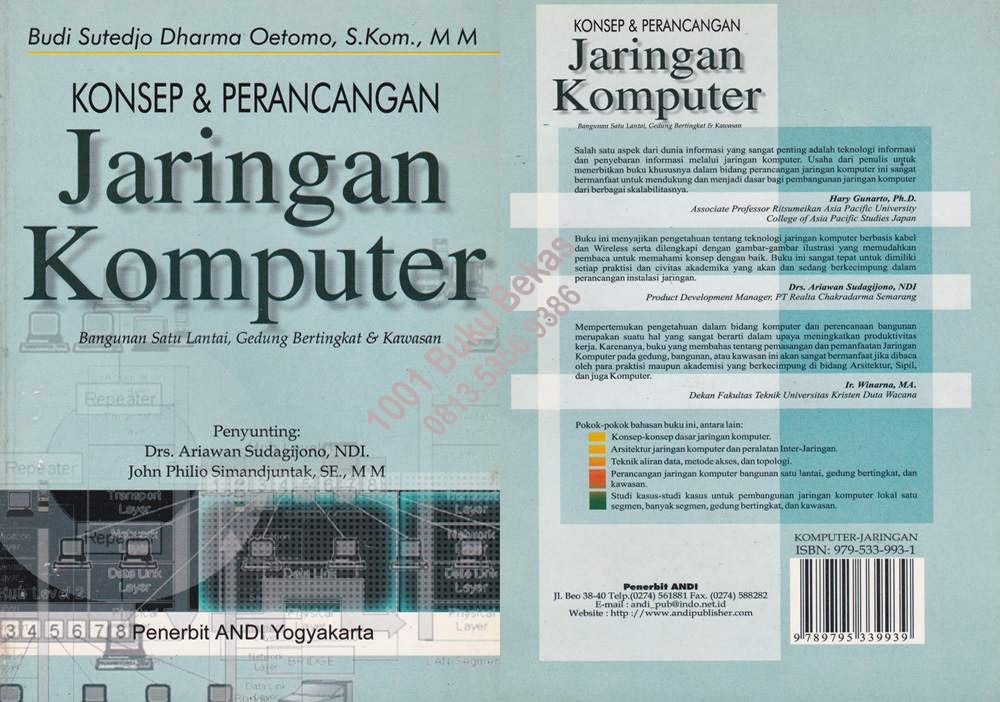 Budi Sutedjo Dharma Oetomo, S.Kom., M M
KONSEP & PERANCANGAN
Jaringan
Komputer
Bangunan Satu Lantai, Gedung Bertingkat & Kawasan
Repeater
Penyunting:
Drs. Ariawan Sudagijono, NDI.
John Philio Simandjuntak, SE., M M
Repeater
Transport
Layer
Network
Layer
Data Link
Layer
Physical
Layer
3 4 5 6 7 8
Penerbit ANDI Yogyakarta
BRIDGE
1001 Buku Bekas
0813.5356 9386
KONSEP & PERANCANGAN
Jaringan
Komputer
Bangunan Satu Lantai, Gedung Bertingkat & Kawasan
Salah satu aspek dari dunia informasi yang sangat penting adalah teknologi informasi
dan penyebaran informasi melalui jaringan komputer. Usaha dari penulis untuk
menerbitkan buku khususnya dalam bidang perancangan jaringan komputer ini sangat
bermanfaat untuk mendukung dan menjadi dasar bagi pembangunan jaringan komputer
dari berbagai skalabilitasnya.
Hary Gunarto, Ph.D.
Associate Professor Ritsumeikan Asia Pacific University
College of Asia Pacific Studies Japan
Buku ini menyajikan pengetahuan tentang teknologi jaringan komputer berbasis kabel
dan Wireless serta dilengkapi dengan gambar-gambar ilustrasi yang memudahkan
pembaca untuk memahami konsep dengan baik. Buku ini sangat tepat untuk dimiliki
setiap praktisi dan civitas akademika yang akan dan sedang berkecimpung dalam
perancangan instalasi jaringan.
Drs. Ariawan Sudagijono, NDI
Product Development Manager, PT Realta Chakradarma Semarang
Mempertemukan pengetahuan dalam bidang komputer dan perencanaan bangunan
merupakan suatu hal yang sangat berarti dalam upaya meningkatkan produktivitas
kerja. Karenanya, buku yang membahas tentang pemasangan dan pemanfaatan Jaringan
Komputer pada gedung, bangunan, atau kawasan ini akan sangat bermanfaat jika dibaca
oleh para praktisi maupun akademisi yang berkecimpung di bidang Arsitektur, Sipil,
dan juga Komputer.
Ir. Winarna, MA.
Dekan Fakultas Teknik Universitas Kristen Duta Wacana
Pokok-pokok bahasan buku ini, antara lain:
Konsep-konsep dasar jaringan komputer.
Arsitektur jaringan komputer dan peralatan Inter-Jaringan.
Teknik aliran data, metode akses, dan topologi.
Perancangan jaringan komputer bangunan satu lantai, gedung bertingkat, dan
kawasan.
Studi kasus-studi kasus untuk pembangunan jaringan komputer lokal satu
segmen, banyak segmen, gedung bertingkat, dan kawasan.
Penerbit ANDI
Jl. Beo 38-40 Telp.(0274) 561881 Fax. (0274) 588282
E-mail : andi_pub@indo.net.id
Website : http ://www.andipublisher.com
KOMPUTER-JARINGAN
ISBN: 979-533-993-1
9 789795 339939